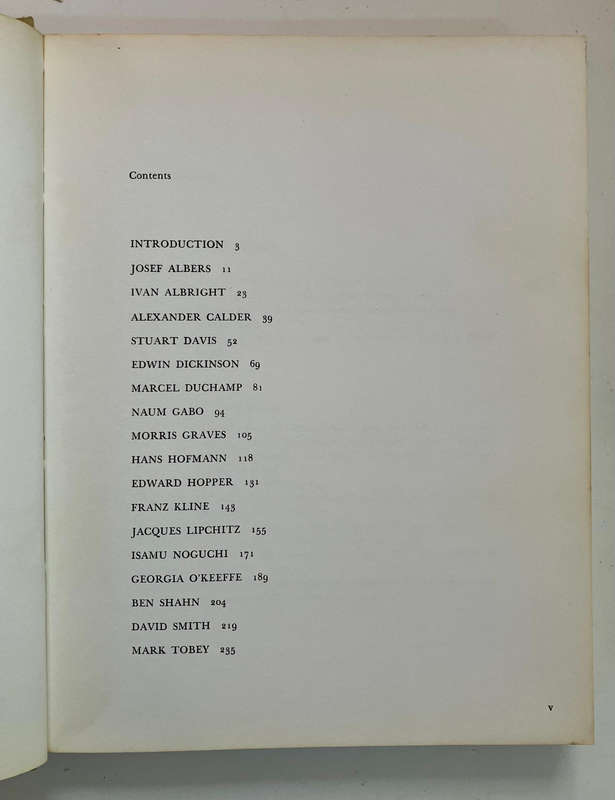 Contents
INTRODUCTION 3
JOSEF ALBERS 11
IVAN ALBRIGHT 23
ALEXANDER CALDER 39
STUART DAVIS 52
EDWIN DICKINSON 69
MARCEL DUCHAMP 81
NAUM GABO 94
MORRIS GRAVES 105
HANS HOFMANN 118
EDWARD HOPPER 131
FRANZ KLINE 143
JACQUES LIPCHITZ 155
ISAMU NOGUCHI 171
GEORGIA O'KEEFFE 189
BEN SHAHN 204
DAVID SMITH 219
MARK TOBEY 235
v